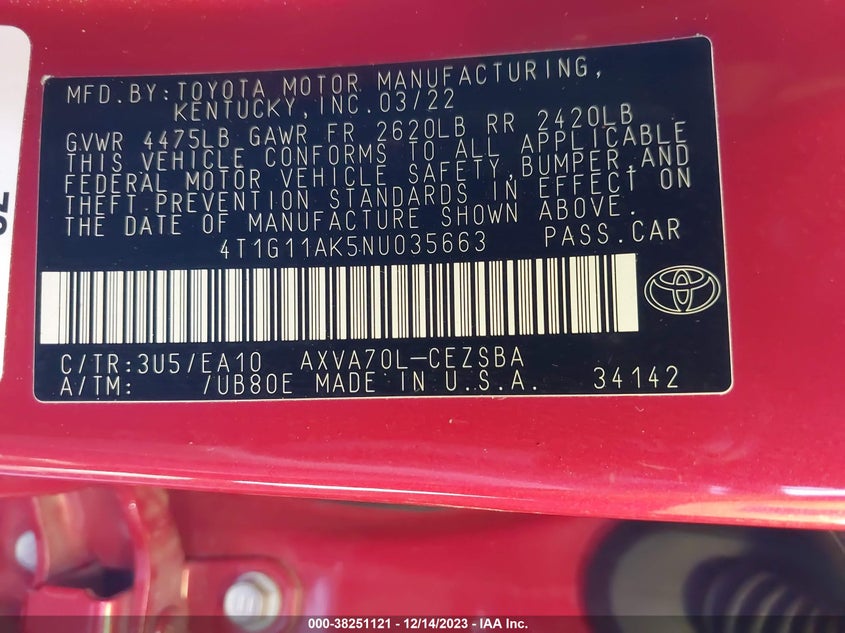 MFD.BY:TOYOTA MOTOR MANUFACTURING,
KENTUCKY,INC.03/22
GVWR 4475LB GAWR FR 2620LB RR 2420LB
THIS VEHICLE CONFORMS TO ALL APPLICABLE
FEDERAL MOTOR VEHICLE SAFETY,BUMPER,AND
THEFT PREVENTION STANDARDS IN EFFECT ON
THE DATE OF MANUFACTURE SHOWN ABOVE.
4T1G11AK5NU035663 PASS.CAR
C/TR:3U5/EA10 AXVA70L-CEZSBA
A/TM: /UB80E MADE IN U.S.A. 34142
000-38251121 - 12/14/2023 - IAA Inc.